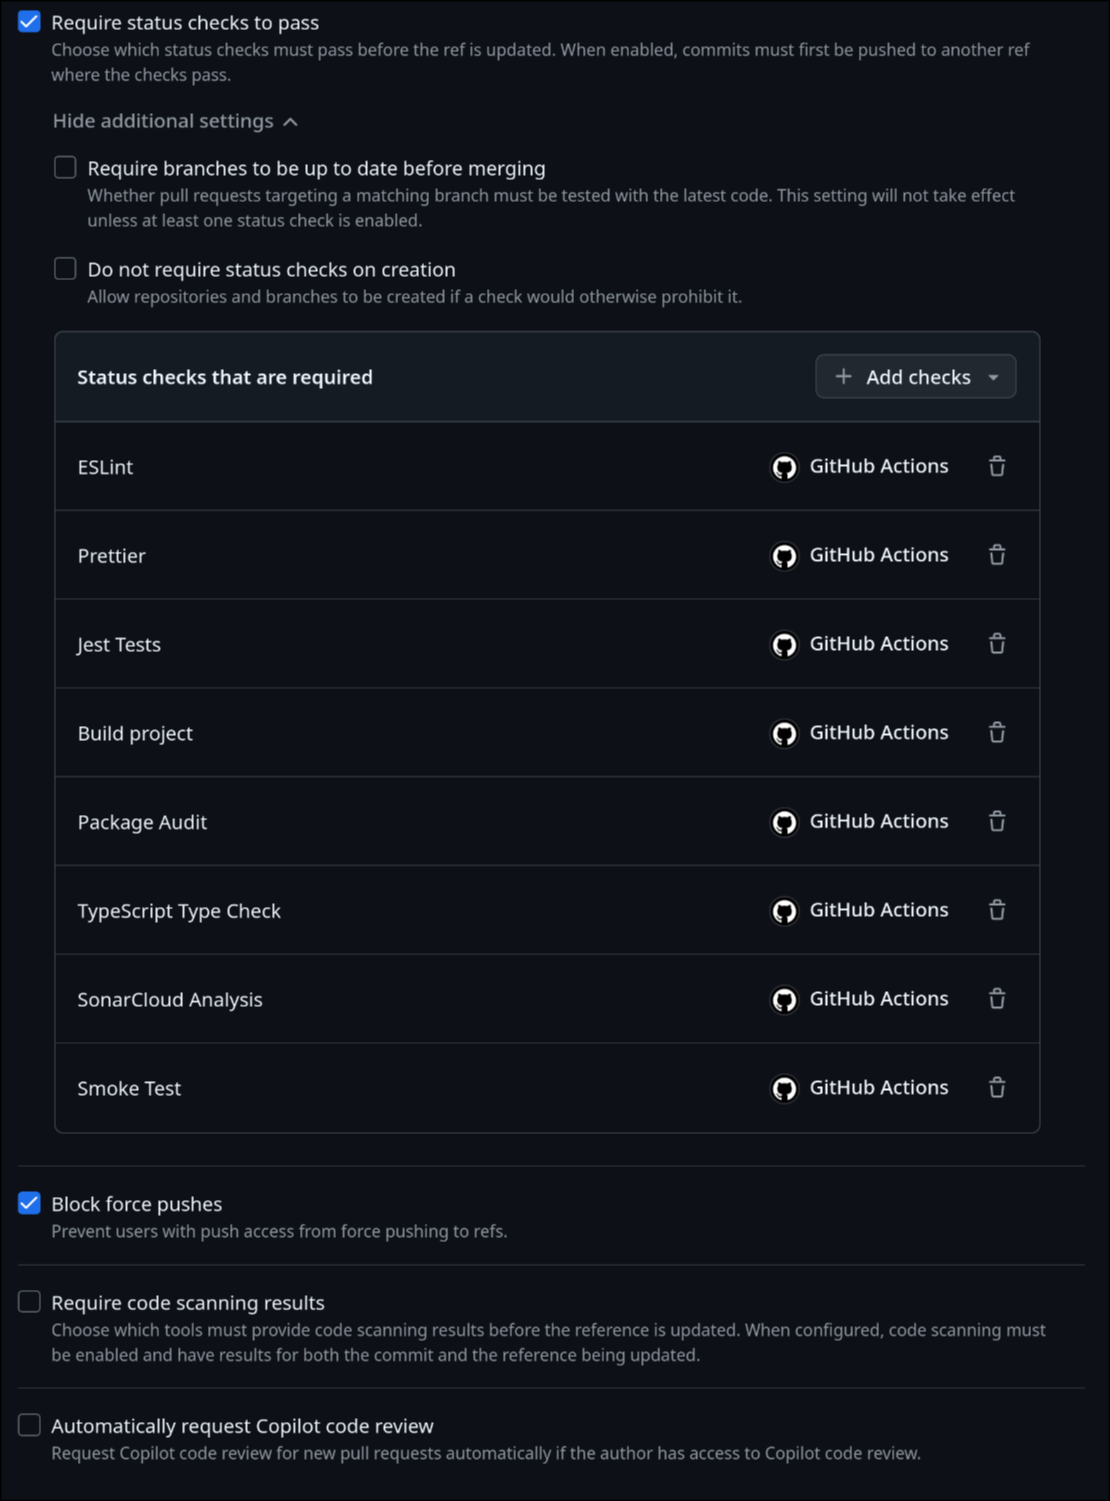 Require status checks to pass
Choose which status checks must pass before the ref is updated. When enabled, commits must first be pushed to another ref
where the checks pass.
Hide additional settings
Require branches to be up to date before merging
Whether pull requests targeting a matching branch must be tested with the latest code. This setting will not take effect
unless at least one status check is enabled.
Do not require status checks on creation
Allow repositories and branches to be created if a check would otherwise prohibit it.
Status checks that are required
Add checks
ESLint GitHub Actions
Prettier GitHub Actions
Jest Tests GitHub Actions
Build project GitHub Actions
Package Audit GitHub Actions
TypeScript Type Check GitHub Actions
SonarCloud Analysis GitHub Actions
Smoke Test GitHub Actions
Block force pushes
Prevent users with push access from force pushing to refs.
Require code scanning results
Choose which tools must provide code scanning results before the reference is updated. When configured, code scanning must
be enabled and have results for both the commit and the reference being updated.
Automatically request Copilot code review
Request Copilot code review for new pull requests automatically if the author has access to Copilot code review.